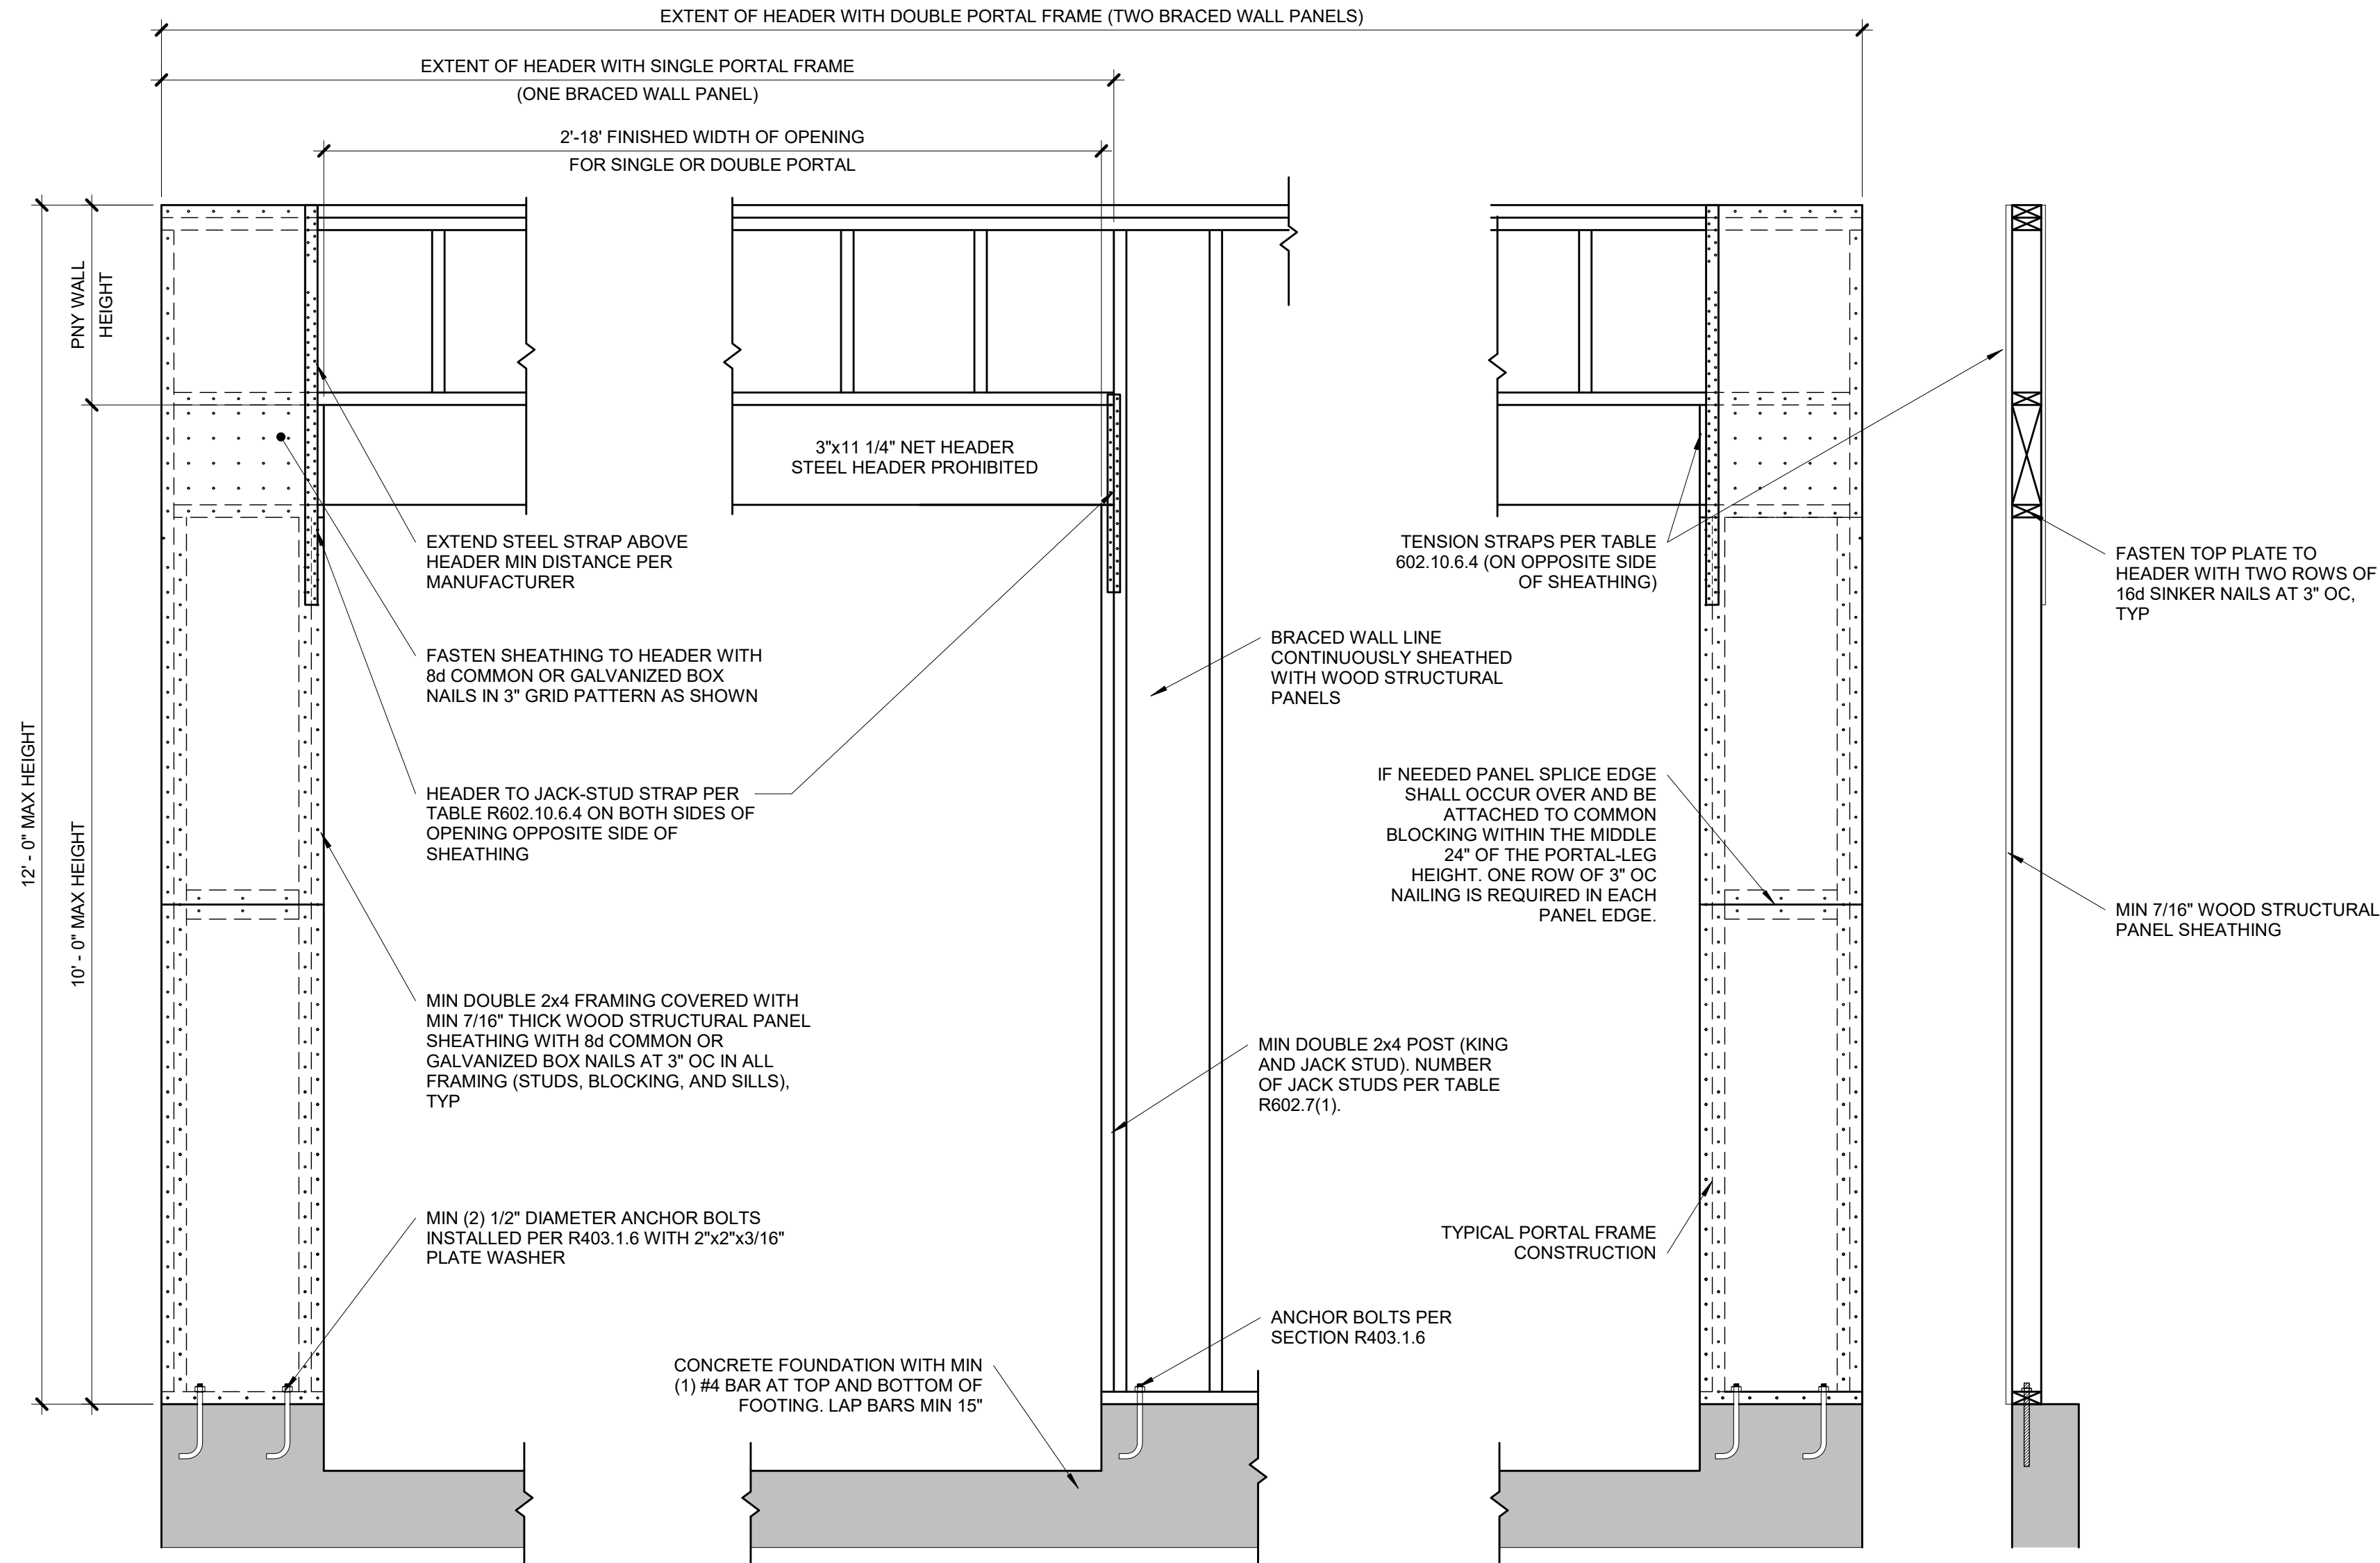 EXTENT OF HEADER WITH DOUBLE PORTAL FRAME (TWO BRACED WALL PANELS)
EXTENT OF HEADER WITH SINGLE PORTAL FRAME
(ONE BRACED WALL PANEL)
2'-18' FINISHED WIDTH OF OPENING
FOR SINGLE OR DOUBLE PORTAL
PNY WALL
HEIGHT
12' - 0" MAX HEIGHT
10' - 0" MAX HEIGHT
3"x11 1/4" NET HEADER
STEEL HEADER PROHIBITED
EXTEND STEEL STRAP ABOVE
HEADER MIN DISTANCE PER
MANUFACTURER
FASTEN SHEATHING TO HEADER WITH
8d COMMON OR GALVANIZED BOX
NAILS IN 3" GRID PATTERN AS SHOWN
HEADER TO JACK-STUD STRAP PER
TABLE R602.10.6.4 ON BOTH SIDES OF
OPENING OPPOSITE SIDE OF
SHEATHING
MIN DOUBLE 2x4 FRAMING COVERED WITH
MIN 7/16" THICK WOOD STRUCTURAL PANEL
SHEATHING WITH 8d COMMON OR
GALVANIZED BOX NAILS AT 3" OC IN ALL
FRAMING (STUDS, BLOCKING, AND SILLS),
TYP
MIN (2) 1/2" DIAMETER ANCHOR BOLTS
INSTALLED PER R403.1.6 WITH 2"x2"x3/16"
PLATE WASHER
CONCRETE FOUNDATION WITH MIN
(1) #4 BAR AT TOP AND BOTTOM OF
FOOTING. LAP BARS MIN 15"
BRACED WALL LINE
CONTINUOUSLY SHEATHED
WITH WOOD STRUCTURAL
PANELS
MIN DOUBLE 2x4 POST (KING
AND JACK STUD). NUMBER
OF JACK STUDS PER TABLE
R602.7(1).
ANCHOR BOLTS PER
SECTION R403.1.6
TENSION STRAPS PER TABLE
602.10.6.4 (ON OPPOSITE SIDE
OF SHEATHING)
IF NEEDED PANEL SPLICE EDGE
SHALL OCCUR OVER AND BE
ATTACHED TO COMMON
BLOCKING WITHIN THE MIDDLE
24" OF THE PORTAL-LEG
HEIGHT. ONE ROW OF 3" OC
NAILING IS REQUIRED IN EACH
PANEL EDGE.
TYPICAL PORTAL FRAME
CONSTRUCTION
FASTEN TOP PLATE TO
HEADER WITH TWO ROWS OF
16d SINKER NAILS AT 3" OC,
TYP
MIN 7/16" WOOD STRUCTURAL
PANEL SHEATHING